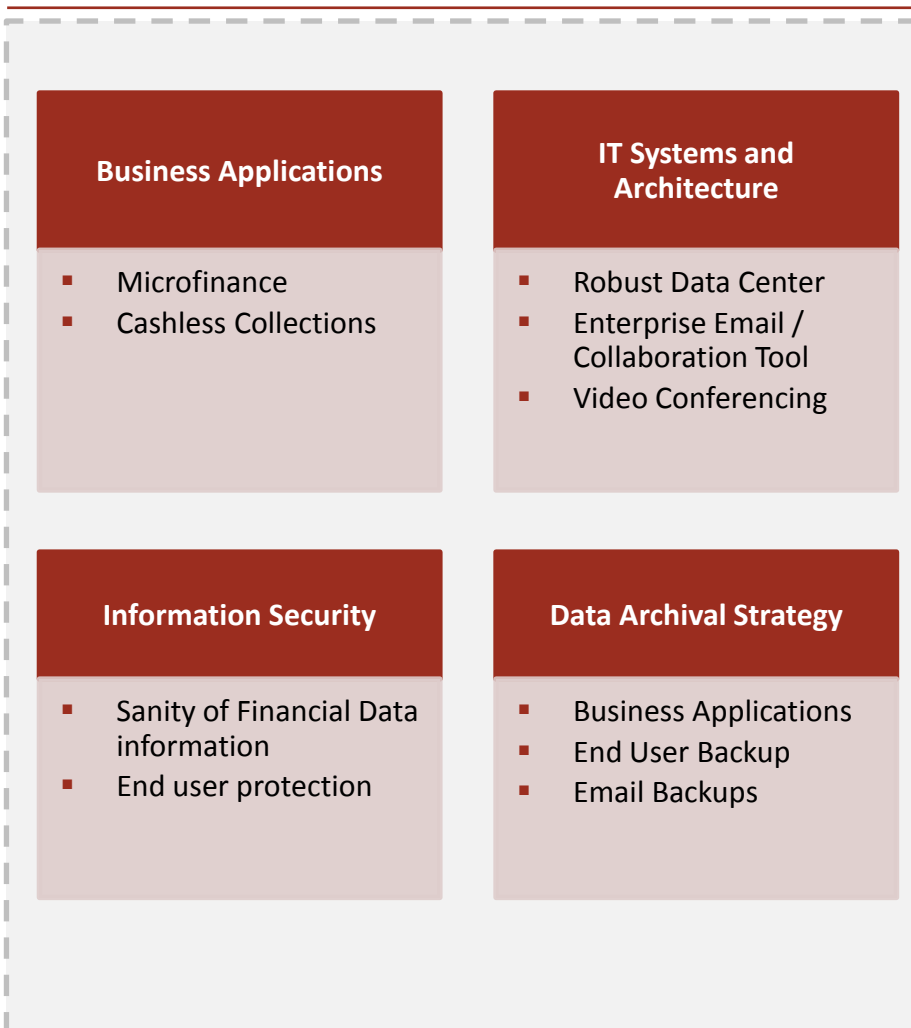 Business Applications
▪ Microfinance
▪ Cashless Collections
IT Systems and
Architecture
▪ Robust Data Center
▪ Enterprise Email /
Collaboration Tool
▪ Video Conferencing
Information Security
▪ Sanity of Financial Data
information
▪ End user protection
Data Archival Strategy
▪ Business Applications
▪ End User Backup
▪ Email Backups